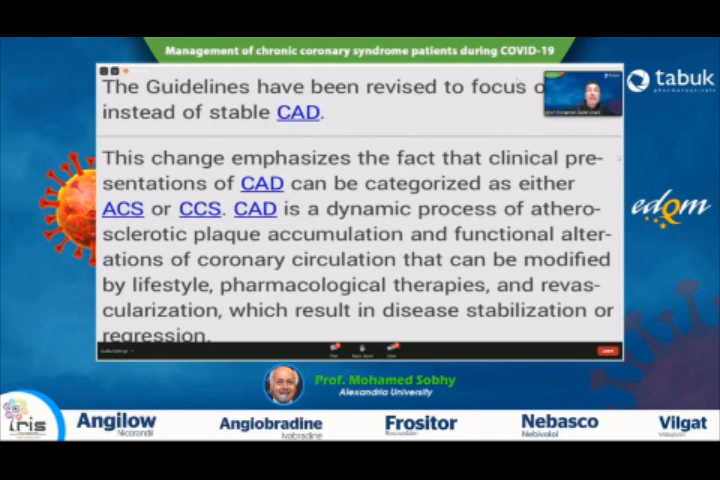 Management of chronic coronary syndrome patients during COVID-19
The Guidelines have been revised to focus
instead of stable CAD.
This change emphasizes the fact that clinical pre-
sentations of CAD can be categorized as either
ACS or CCS. CAD is a dynamic process of athero-
sclerotic plaque accumulation and functional alter-
ations of coronary circulation that can be modified
by lifestyle, pharmacological therapies, and revas-
cularization, which result in disease stabilization or
regression.
tabuk
pharmaceuticals
edqm
Prof. Mohamed Sobhy
Alexandria University
iris
Angilow
Nicorandil
Angiobradine
Ivabradine
Frositor
Nebasco
Nebivolol
Vilgat